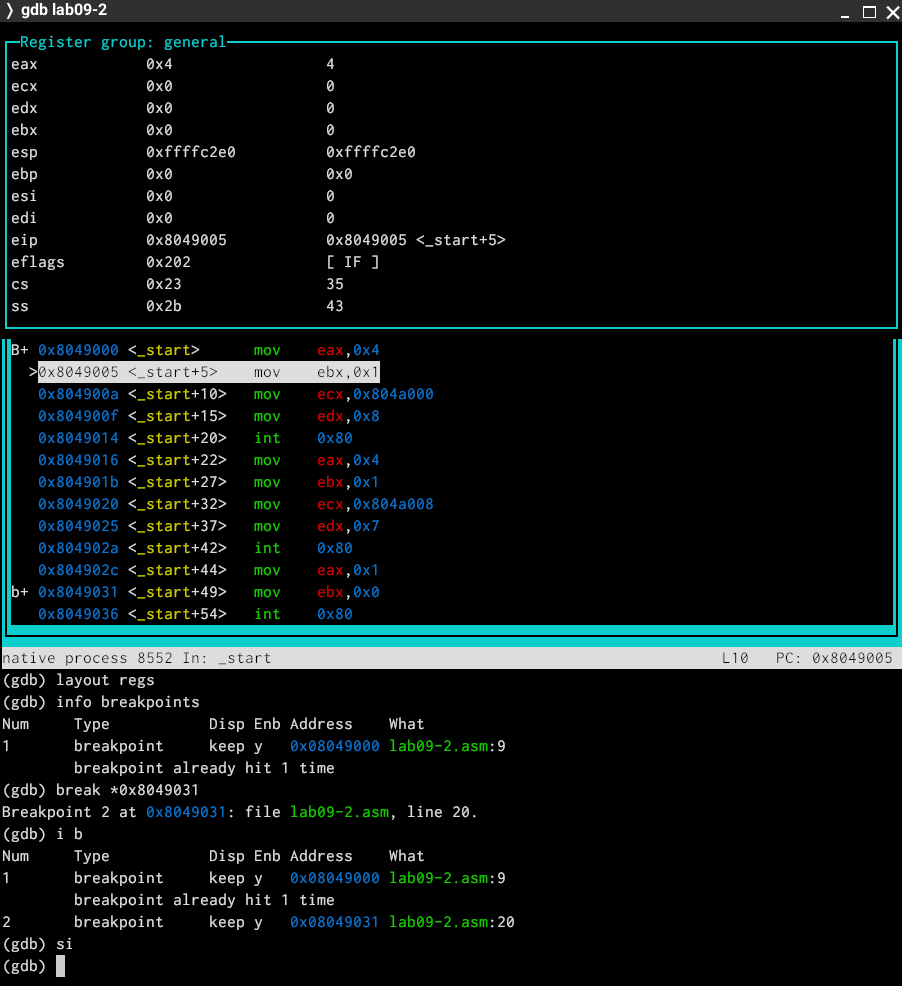 ❭ gdb lab09-2
Register group: general
eax 0x4 4
ecx 0x0 0
edx 0x0 0
ebx 0x0 0
esp 0xffffc2e0 0xffffc2e0
ebp 0x0 0x0
esi 0x0 0
edi 0x0 0
eip 0x8049005 0x8049005 <_start+5>
eflags 0x202 [ IF ]
cs 0x23 35
ss 0x2b 43
B+ 0x8049000 <_start> mov eax,0x4
>0x8049005 <_start+5> mov ebx,0x1
0x804900a <_start+10> mov ecx,0x804a000
0x804900f <_start+15> mov edx,0x8
0x8049014 <_start+20> int 0x80
0x8049016 <_start+22> mov eax,0x4
0x804901b <_start+27> mov ebx,0x1
0x8049020 <_start+32> mov ecx,0x804a008
0x8049025 <_start+37> mov edx,0x7
0x804902a <_start+42> int 0x80
0x804902c <_start+44> mov eax,0x1
b+ 0x8049031 <_start+49> mov ebx,0x0
0x8049036 <_start+54> int 0x80
native process 8552 In: _start L10 PC: 0x8049005
(gdb) layout regs
(gdb) info breakpoints
Num Type Disp Enb Address What
1 breakpoint keep y 0x08049000 lab09-2.asm:9
breakpoint already hit 1 time
(gdb) break *0x8049031
Breakpoint 2 at 0x8049031: file lab09-2.asm, line 20.
(gdb) i b
Num Type Disp Enb Address What
1 breakpoint keep y 0x08049000 lab09-2.asm:9
breakpoint already hit 1 time
2 breakpoint keep y 0x08049031 lab09-2.asm:20
(gdb) si
(gdb)